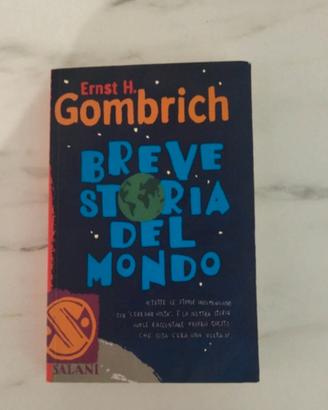 Ernst H.
Gombrich
BREVE
STORIA
DEL
MONDO
«TUTTE LE STORIE INCOMINCIANO
CON "C'ERA UNA VOLTA". E LA NOSTRA STORIA
VUOLE RACCONTARE PROPRIO QUESTO:
CHE COSA C'ERA UNA VOLTA.»
SALANI